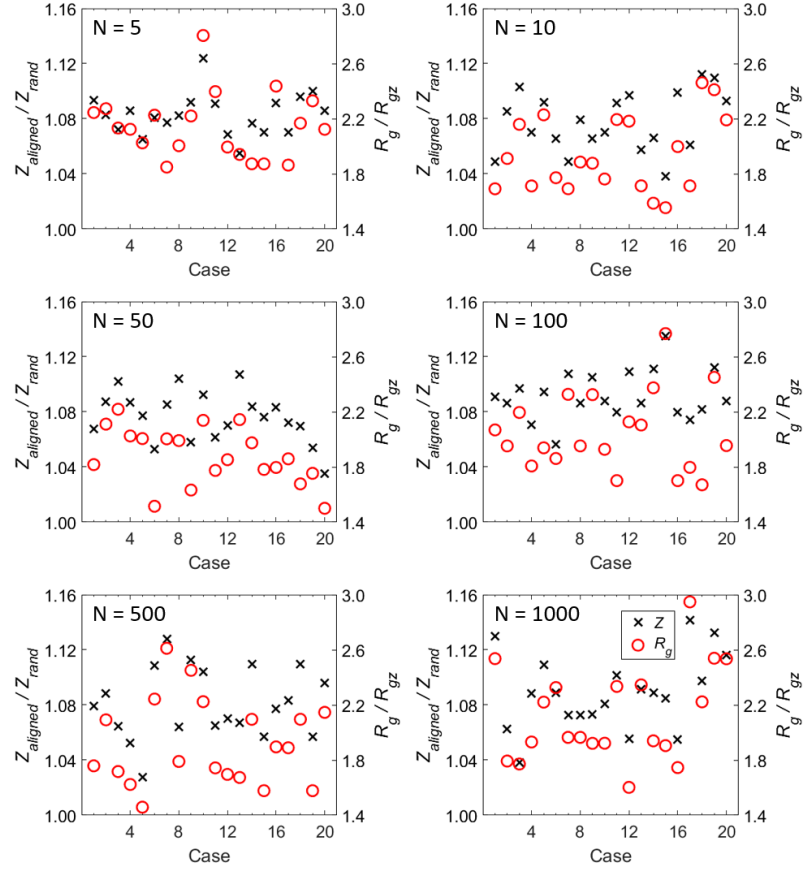 N = 5
1.16
1.12
1.08
1.04
1.00
Z_aligned / Z_rand
3.0
2.6
2.2
1.8
1.4
R_g / R_gz
4 8 12 16 20
Case
N = 10
1.16
1.12
1.08
1.04
1.00
Z_aligned / Z_rand
3.0
2.6
2.2
1.8
1.4
R_g / R_gz
4 8 12 16 20
Case
N = 50
1.16
1.12
1.08
1.04
1.00
Z_aligned / Z_rand
3.0
2.6
2.2
1.8
1.4
R_g / R_gz
4 8 12 16 20
Case
N = 100
1.16
1.12
1.08
1.04
1.00
Z_aligned / Z_rand
3.0
2.6
2.2
1.8
1.4
R_g / R_gz
4 8 12 16 20
Case
N = 500
1.16
1.12
1.08
1.04
1.00
Z_aligned / Z_rand
3.0
2.6
2.2
1.8
1.4
R_g / R_gz
4 8 12 16 20
Case
N = 1000
Z
R_g
1.16
1.12
1.08
1.04
1.00
Z_aligned / Z_rand
3.0
2.6
2.2
1.8
1.4
R_g / R_gz
4 8 12 16 20
Case